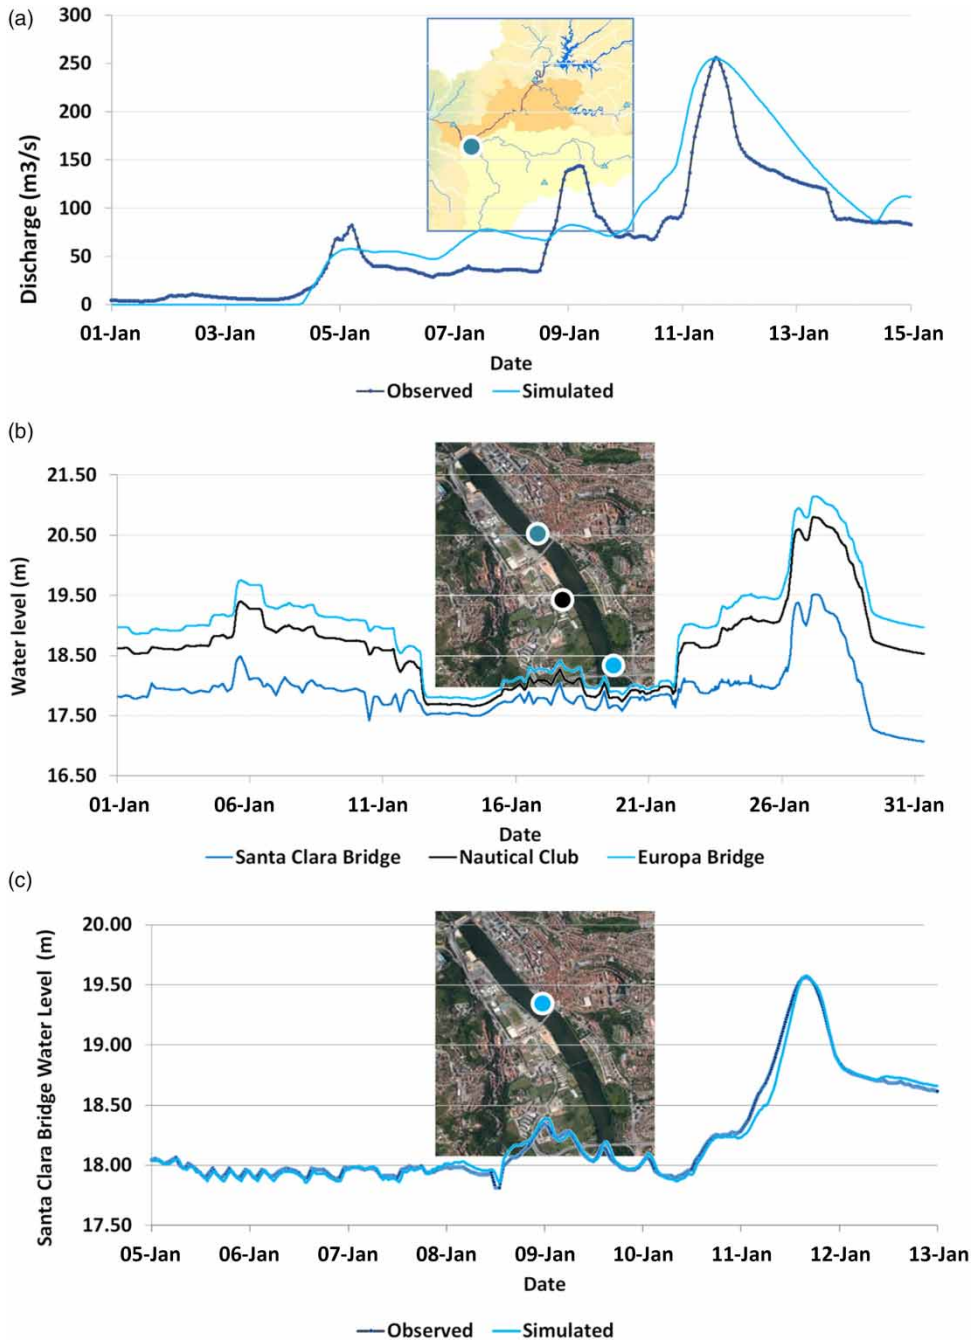 (a)
300
250
200
150
100
50
0
Discharge (m3/s)
01-Jan 03-Jan 05-Jan 07-Jan 09-Jan 11-Jan 13-Jan 15-Jan
Date
Observed Simulated
(b)
21.50
20.50
19.50
18.50
17.50
16.50
Water level (m)
01-Jan 06-Jan 11-Jan 16-Jan 21-Jan 26-Jan 31-Jan
Date
Santa Clara Bridge Nautical Club Europa Bridge
(c)
20.00
19.50
19.00
18.50
18.00
17.50
Santa Clara Bridge Water Level (m)
05-Jan 06-Jan 07-Jan 08-Jan 09-Jan 10-Jan 11-Jan 12-Jan 13-Jan
Date
Observed Simulated